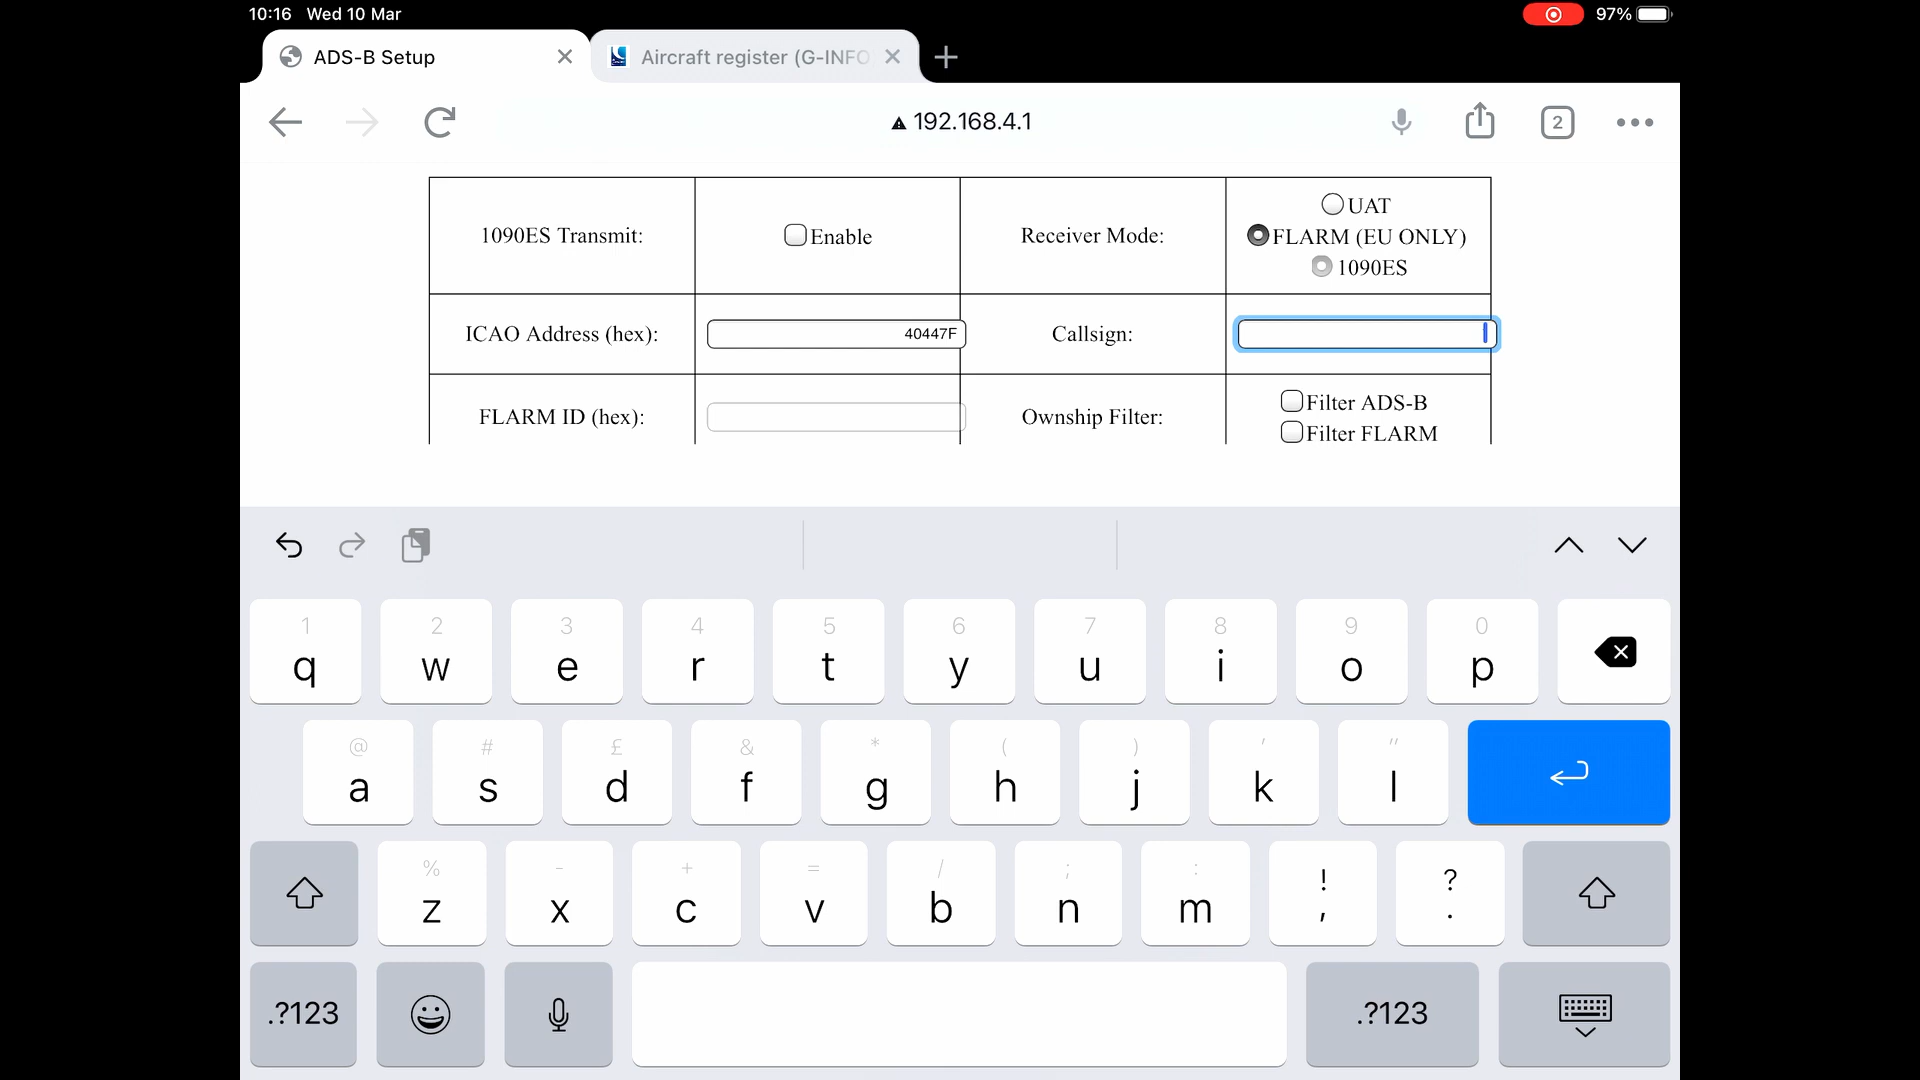 10:16 Wed 10 Mar
97%
ADS-B Setup
Aircraft register (G-INFO
192.168.4.1
2
1090ES Transmit:
Enable
Receiver Mode:
UAT
FLARM (EU ONLY)
1090ES
ICAO Address (hex):
40447F
Callsign:
FLARM ID (hex):
Ownship Filter:
Filter ADS-B
Filter FLARM
1 2 3 4 5 6 7 8 9 0
q w e r t y u i o p
@ # £ & * ( ) ' "
a s d f g h j k l
% - + = / ; : ! ?
z x c v b n m , .
.?123
.?123